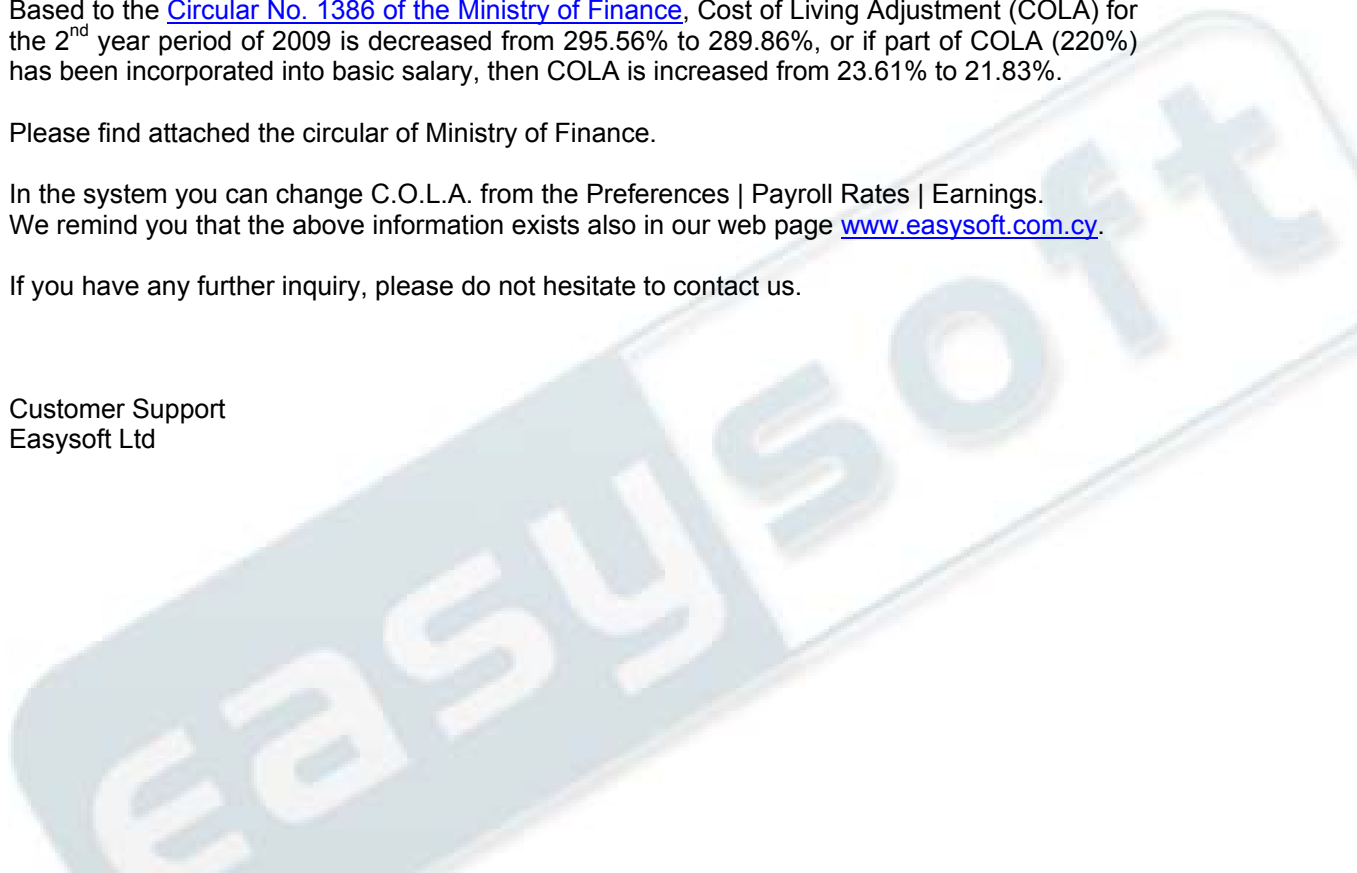 Based to the Circular No. 1386 of the Ministry of Finance, Cost of Living Adjustment (COLA) for
the 2nd year period of 2009 is decreased from 295.56% to 289.86%, or if part of COLA (220%)
has been incorporated into basic salary, then COLA is increased from 23.61% to 21.83%.
Please find attached the circular of Ministry of Finance.
In the system you can change C.O.L.A. from the Preferences | Payroll Rates | Earnings.
We remind you that the above information exists also in our web page www.easysoft.com.cy.
If you have any further inquiry, please do not hesitate to contact us.
Customer Support
Easysoft Ltd
easysoft